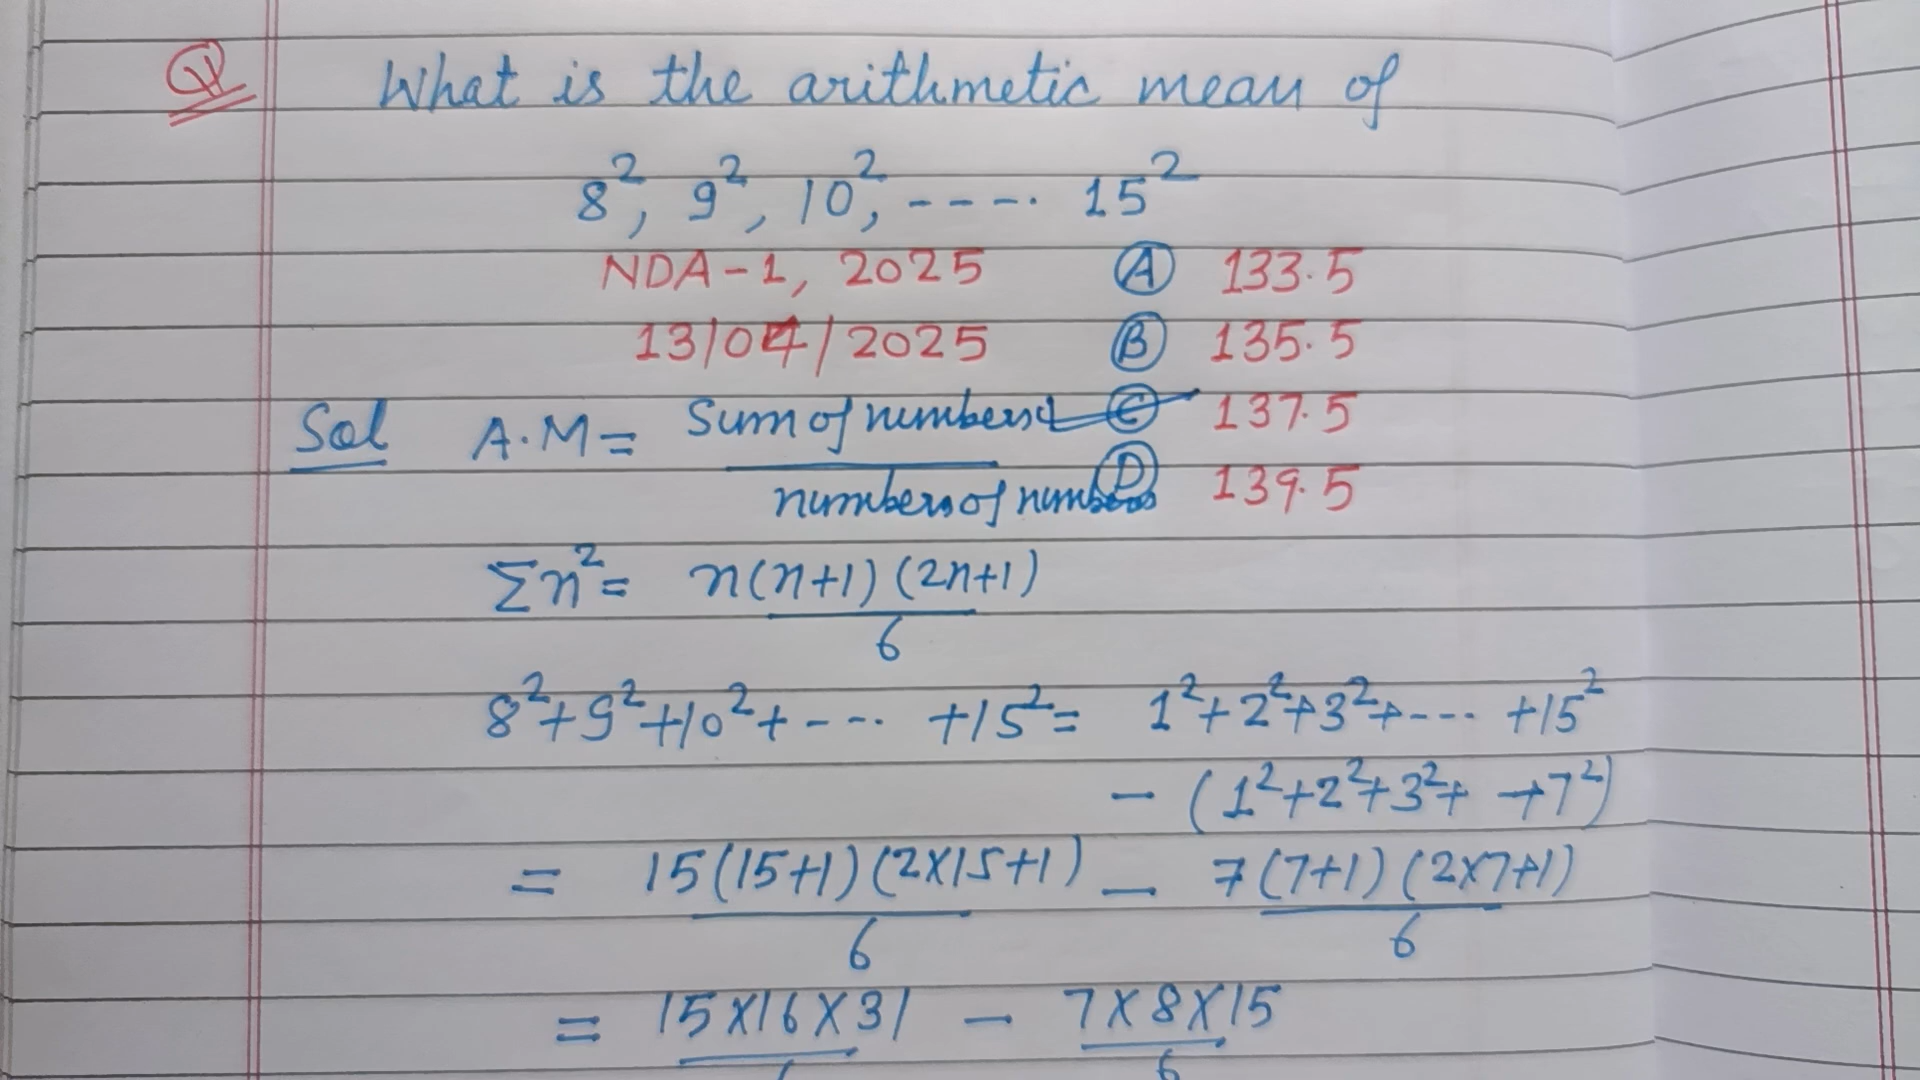 Q What is the arithmetic mean of
8², 9², 10², ---- 15²
NDA-1, 2025 (A) 133.5
13/04/2025 (B) 135.5
Sol A.M = Sum of numbers (C) 137.5
numbers of numbers (D) 139.5
Σn² = n(n+1)(2n+1)
6
8²+9²+10²+--- +15² = 1²+2²+3²+--- +15²
- (1²+2²+3²+ +7²)
= 15(15+1)(2×15+1) - 7(7+1)(2×7+1)
6 6
= 15×16×31 - 7×8×15
6